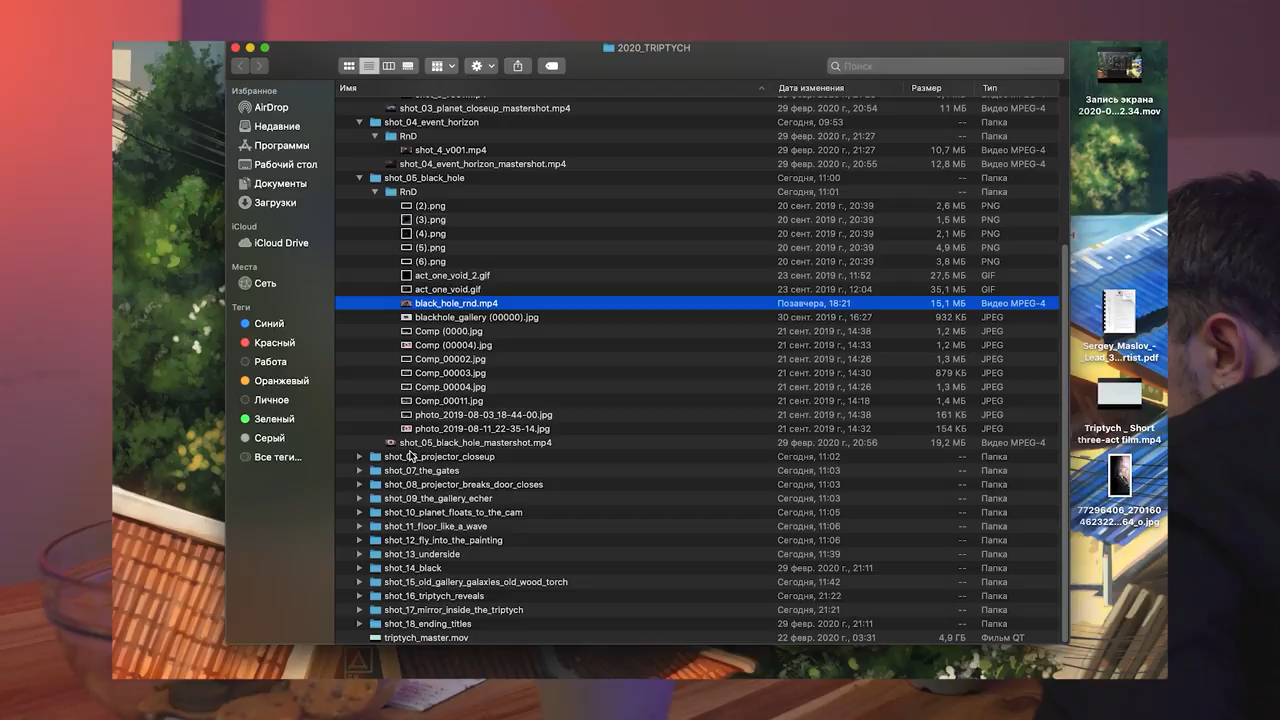 2020_TRIPTYCH
Поиск
Избранное
AirDrop
Недавние
Программы
Рабочий стол
Документы
Загрузки
iCloud
iCloud Drive
Места
Сеть
Теги
Синий
Красный
Работа
Оранжевый
Личное
Зеленый
Серый
Все теги...
Имя Дата изменения Размер Тип
shot_03_planet_closeup_mastershot.mp4 29 февр. 2020 г., 20:54 11 МБ Видео MPEG-4
shot_04_event_horizon Сегодня, 09:53 -- Папка
RnD 29 февр. 2020 г., 21:27 -- Папка
shot_4_v001.mp4 29 февр. 2020 г., 21:27 10,7 МБ Видео MPEG-4
shot_04_event_horizon_mastershot.mp4 29 февр. 2020 г., 20:55 12,8 МБ Видео MPEG-4
shot_05_black_hole Сегодня, 11:00 -- Папка
RnD Сегодня, 11:01 -- Папка
(2).png 20 сент. 2019 г., 20:39 2,6 МБ PNG
(3).png 20 сент. 2019 г., 20:39 1,5 МБ PNG
(4).png 20 сент. 2019 г., 20:39 2,1 МБ PNG
(5).png 20 сент. 2019 г., 20:39 4,9 МБ PNG
(6).png 20 сент. 2019 г., 20:39 3,8 МБ PNG
act_one_void_2.gif 23 сент. 2019 г., 11:52 27,5 МБ GIF
act_one_void.gif 23 сент. 2019 г., 12:04 35,1 МБ GIF
black_hole_rnd.mp4 Позавчера, 18:21 15,1 МБ Видео MPEG-4
blackhole_gallery (00000).jpg 30 сент. 2019 г., 16:27 932 КБ JPEG
Comp (0000.jpg 21 сент. 2019 г., 14:38 1,2 МБ JPEG
Comp (00004).jpg 21 сент. 2019 г., 14:33 1,2 МБ JPEG
Comp_00002.jpg 21 сент. 2019 г., 14:26 1,3 МБ JPEG
Comp_00003.jpg 21 сент. 2019 г., 14:30 879 КБ JPEG
Comp_00004.jpg 21 сент. 2019 г., 14:26 1,3 МБ JPEG
Comp_00011.jpg 21 сент. 2019 г., 14:18 1,4 МБ JPEG
photo_2019-08-03_18-44-00.jpg 21 сент. 2019 г., 14:38 161 КБ JPEG
photo_2019-08-11_22-35-14.jpg 21 сент. 2019 г., 14:32 154 КБ JPEG
shot_05_black_hole_mastershot.mp4 29 февр. 2020 г., 20:56 19,2 МБ Видео MPEG-4
projector_closeup Сегодня, 11:02 -- Папка
shot_07_the_gates Сегодня, 11:03 -- Папка
shot_08_projector_breaks_door_closes Сегодня, 11:03 -- Папка
shot_09_the_gallery_echer Сегодня, 11:03 -- Папка
shot_10_planet_floats_to_the_cam Сегодня, 11:05 -- Папка
shot_11_floor_like_a_wave Сегодня, 11:06 -- Папка
shot_12_fly_into_the_painting Сегодня, 11:06 -- Папка
shot_13_underside Сегодня, 11:39 -- Папка
shot_14_black 29 февр. 2020 г., 21:11 -- Папка
shot_15_old_gallery_galaxies_old_wood_torch Сегодня, 11:42 -- Папка
shot_16_triptych_reveals Сегодня, 21:22 -- Папка
shot_17_mirror_inside_the_triptych Сегодня, 21:21 -- Папка
shot_18_ending_titles 29 февр. 2020 г., 21:11 -- Папка
triptych_master.mov 22 февр. 2020 г., 03:31 4,9 ГБ Фильм QT
Запись экрана
2020-0...2.34.mov
Sergey_Maslov_-
_Lead_3...rtist.pdf
Triptych _ Short
three-act film.mp4
77296406_270160
462322...64_o.jpg